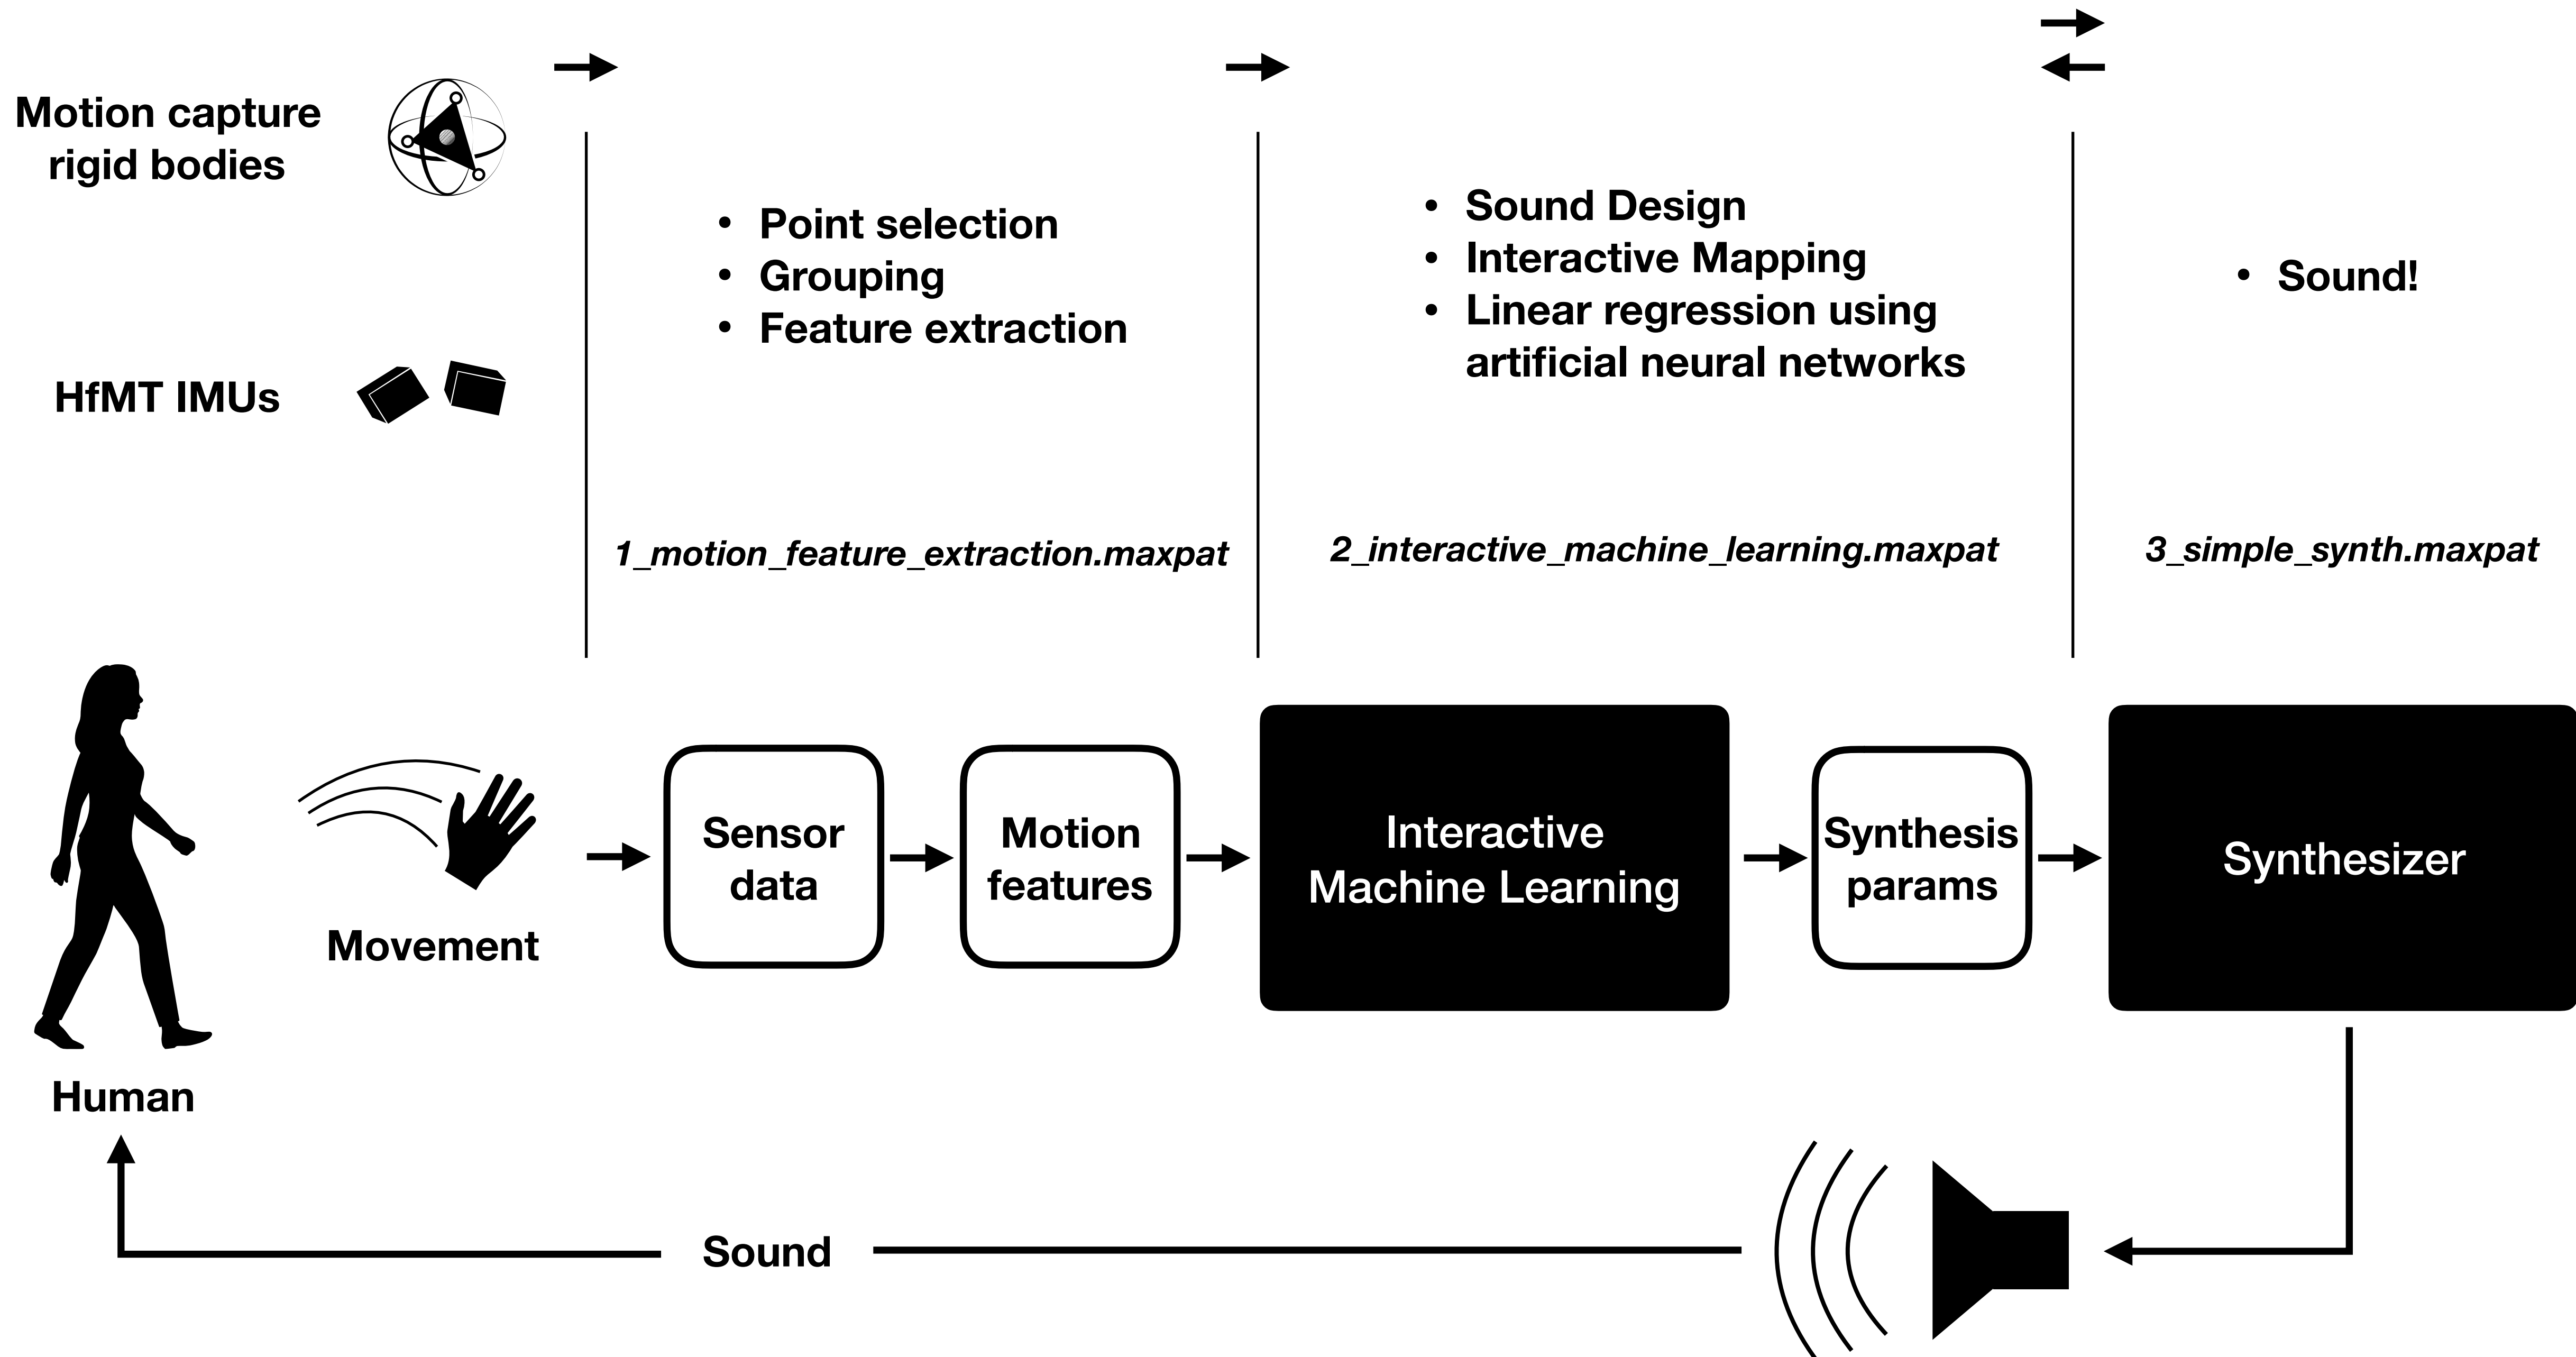 Motion capture
rigid bodies
HfMT IMUs
• Point selection
• Grouping
• Feature extraction
1_motion_feature_extraction.maxpat
• Sound Design
• Interactive Mapping
• Linear regression using
artificial neural networks
2_interactive_machine_learning.maxpat
• Sound!
3_simple_synth.maxpat
Human
Movement
Sensor
data
Motion
features
Interactive
Machine Learning
Synthesis
params
Synthesizer
Sound